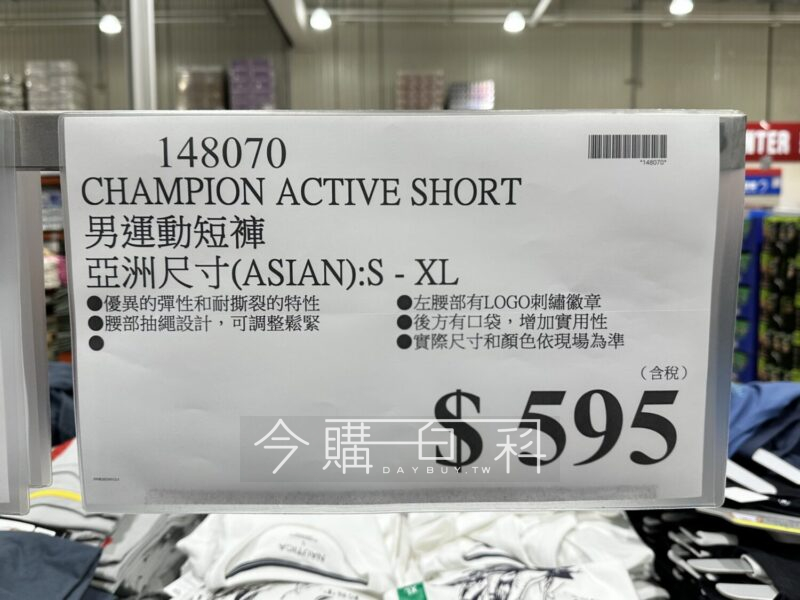 148070
*148070*
CHAMPION ACTIVE SHORT
男運動短褲
亞洲尺寸(ASIAN):S - XL
●優異的彈性和耐撕裂的特性
●腰部抽繩設計，可調整鬆緊
●
●左腰部有LOGO刺繡徽章
●後方有口袋，增加實用性
●實際尺寸和顏色依現場為準
（含稅）
$ 595
今購百科
DAYBUY.TW
NAUTICA
XL